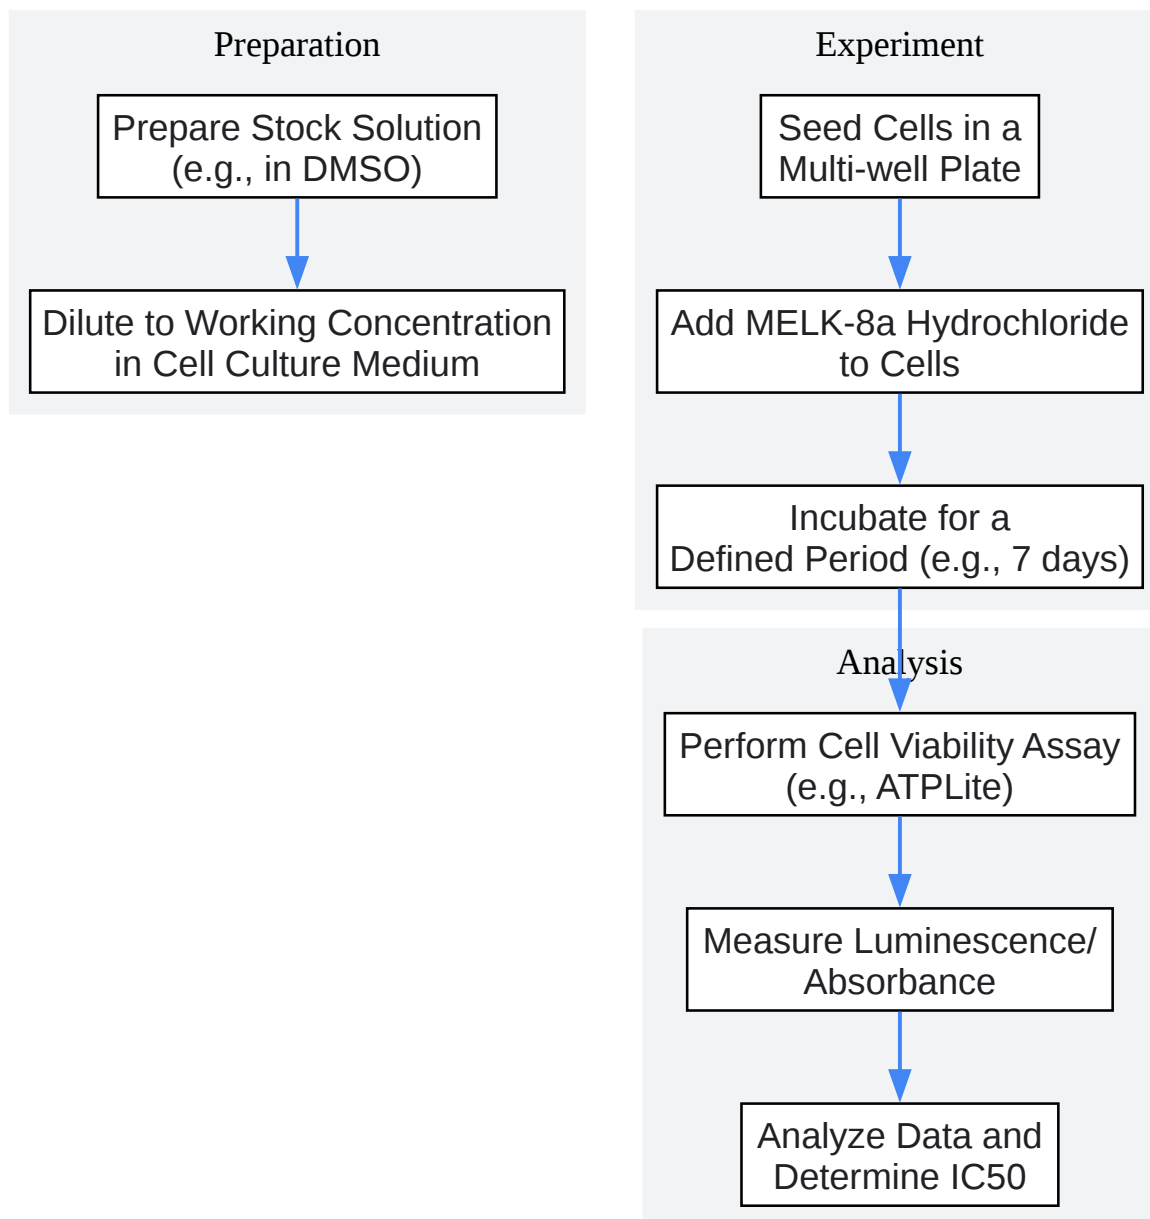 Preparation
Prepare Stock Solution
(e.g., in DMSO)
Dilute to Working Concentration
in Cell Culture Medium
Experiment
Seed Cells in a
Multi-well Plate
Add MELK-8a Hydrochloride
to Cells
Incubate for a
Defined Period (e.g., 7 days)
Analysis
Perform Cell Viability Assay
(e.g., ATPLite)
Measure Luminescence/
Absorbance
Analyze Data and
Determine IC50